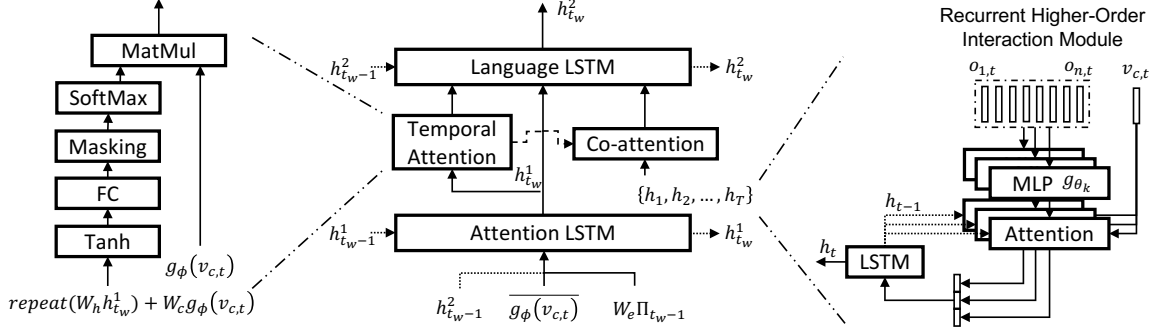 MatMul
SoftMax
Masking
FC
Tanh
g_ϕ(v_{c,t})
repeat(W_h h^1_{t_w}) + W_c g_ϕ(v_{c,t})
h^2_{t_w}
h^2_{t_w−1}
Language LSTM
h^2_{t_w}
Temporal
Attention
Co-attention
h^1_{t_w}
{h_1, h_2, … , h_T}
h^1_{t_w−1}
Attention LSTM
h^1_{t_w}
h^2_{t_w−1}
\overline{g_ϕ(v_{c,t})}
W_e Π_{t_w−1}
Recurrent Higher-Order
Interaction Module
o_{1,t}
o_{n,t}
v_{c,t}
MLP g_{θ_k}
h_{t−1}
Attention
h_t
LSTM